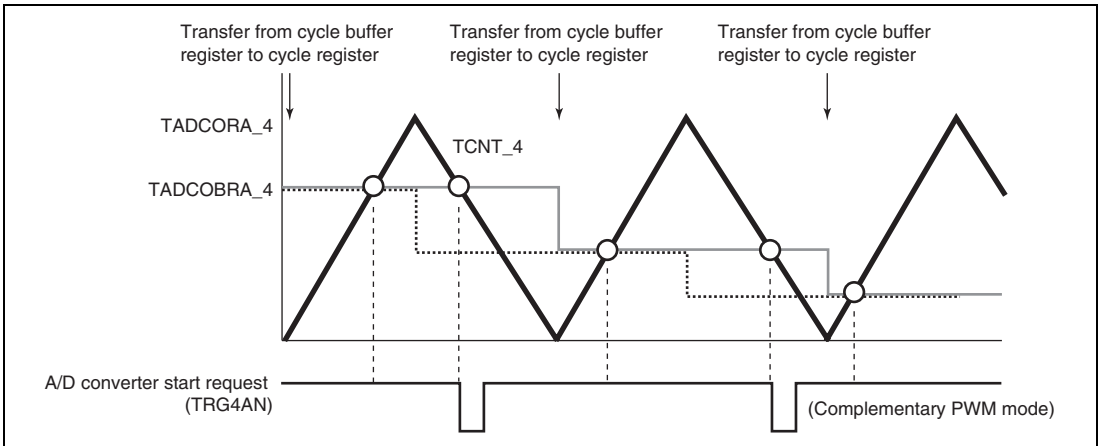 Transfer from cycle buffer
register to cycle register
Transfer from cycle buffer
register to cycle register
Transfer from cycle buffer
register to cycle register
TADCORA_4
TCNT_4
TADCOBRA_4
A/D converter start request
(TRG4AN)
(Complementary PWM mode)